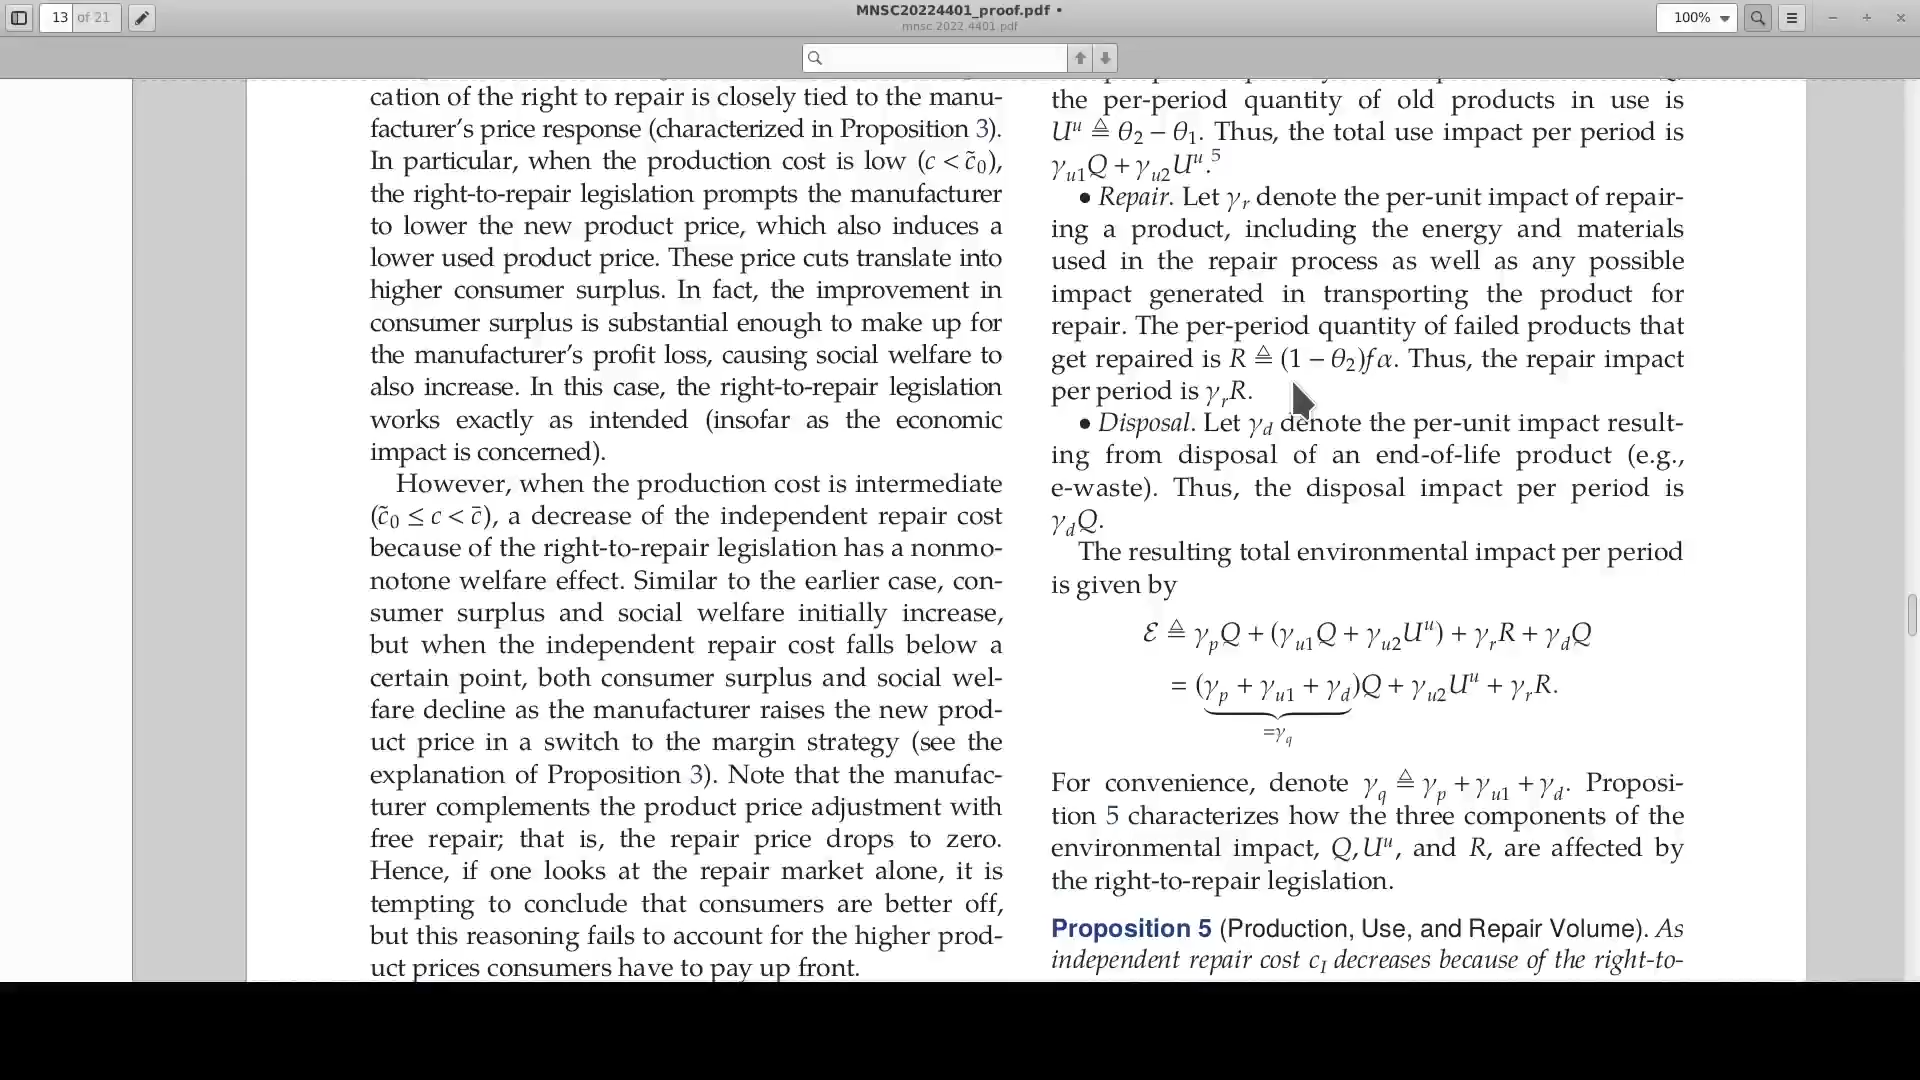 13 of 21
MNSC20224401_proof.pdf •
mnsc.2022.4401.pdf
100%
cation of the right to repair is closely tied to the manu-
facturer's price response (characterized in Proposition 3).
In particular, when the production cost is low (c < c̃₀),
the right-to-repair legislation prompts the manufacturer
to lower the new product price, which also induces a
lower used product price. These price cuts translate into
higher consumer surplus. In fact, the improvement in
consumer surplus is substantial enough to make up for
the manufacturer's profit loss, causing social welfare to
also increase. In this case, the right-to-repair legislation
works exactly as intended (insofar as the economic
impact is concerned).
However, when the production cost is intermediate
(c̃₀ ≤ c < c̄), a decrease of the independent repair cost
because of the right-to-repair legislation has a nonmo-
notone welfare effect. Similar to the earlier case, con-
sumer surplus and social welfare initially increase,
but when the independent repair cost falls below a
certain point, both consumer surplus and social wel-
fare decline as the manufacturer raises the new prod-
uct price in a switch to the margin strategy (see the
explanation of Proposition 3). Note that the manufac-
turer complements the product price adjustment with
free repair; that is, the repair price drops to zero.
Hence, if one looks at the repair market alone, it is
tempting to conclude that consumers are better off,
but this reasoning fails to account for the higher prod-
uct prices consumers have to pay up front.
the per-period quantity of old products in use is
Uᵘ ≜ θ₂ − θ₁. Thus, the total use impact per period is
γᵤ₁Q + γᵤ₂Uᵘ.⁵
• Repair. Let γᵣ denote the per-unit impact of repair-
ing a product, including the energy and materials
used in the repair process as well as any possible
impact generated in transporting the product for
repair. The per-period quantity of failed products that
get repaired is R ≜ (1 − θ₂)fα. Thus, the repair impact
per period is γᵣR.
• Disposal. Let γ_d denote the per-unit impact result-
ing from disposal of an end-of-life product (e.g.,
e-waste). Thus, the disposal impact per period is
γ_dQ.
The resulting total environmental impact per period
is given by
ℰ ≜ γₚQ + (γᵤ₁Q + γᵤ₂Uᵘ) + γᵣR + γ_dQ
= (γₚ + γᵤ₁ + γ_d)Q + γᵤ₂Uᵘ + γᵣR.
=γ_q
For convenience, denote γ_q ≜ γₚ + γᵤ₁ + γ_d. Proposi-
tion 5 characterizes how the three components of the
environmental impact, Q, Uᵘ, and R, are affected by
the right-to-repair legislation.
Proposition 5 (Production, Use, and Repair Volume). As
independent repair cost c_I decreases because of the right-to-